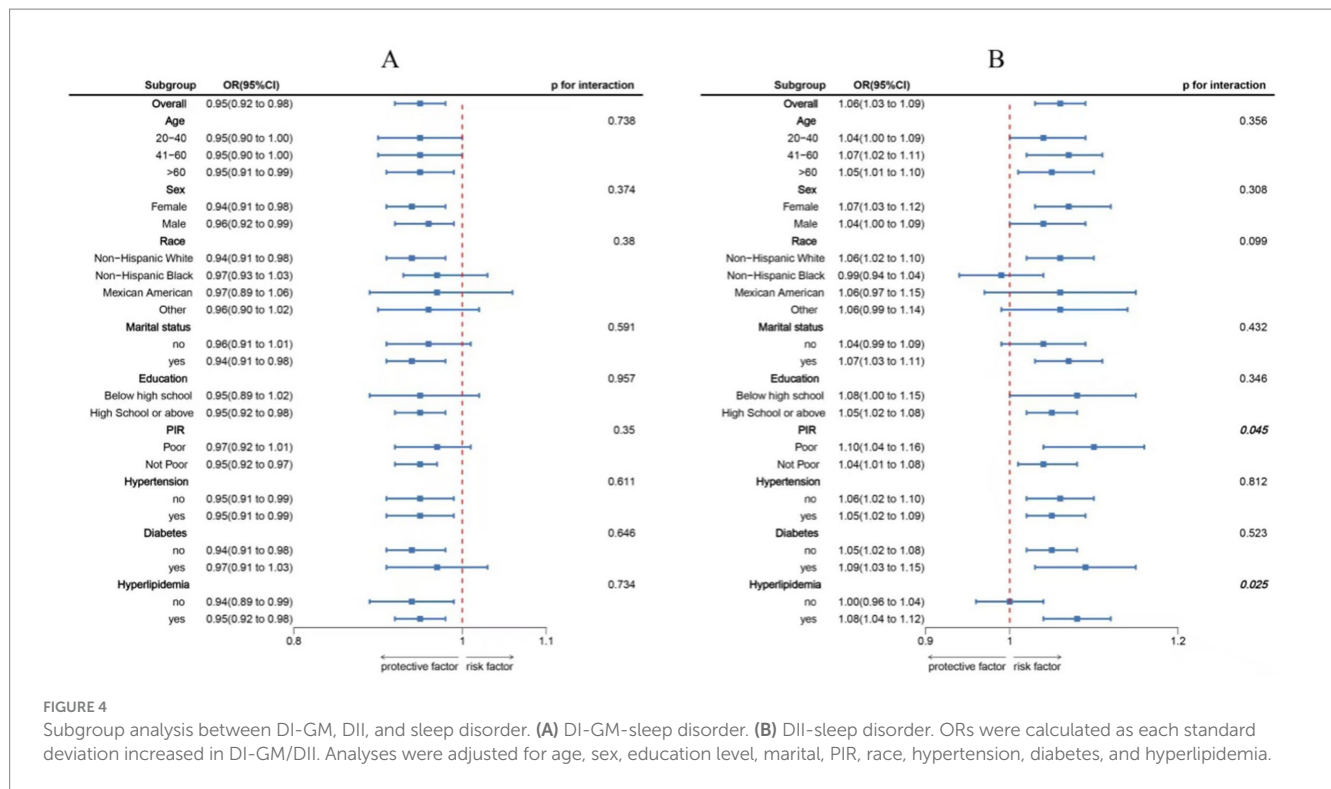 A
Subgroup OR(95%CI) p for interaction
Overall 0.95(0.92 to 0.98)
Age 0.738
20−40 0.95(0.90 to 1.00)
41−60 0.95(0.90 to 1.00)
>60 0.95(0.91 to 0.99)
Sex 0.374
Female 0.94(0.91 to 0.98)
Male 0.96(0.92 to 0.99)
Race 0.38
Non−Hispanic White 0.94(0.91 to 0.98)
Non−Hispanic Black 0.97(0.93 to 1.03)
Mexican American 0.97(0.89 to 1.06)
Other 0.96(0.90 to 1.02)
Marital status 0.591
no 0.96(0.91 to 1.01)
yes 0.94(0.91 to 0.98)
Education 0.957
Below high school 0.95(0.89 to 1.02)
High School or above 0.95(0.92 to 0.98)
PIR 0.35
Poor 0.97(0.92 to 1.01)
Not Poor 0.95(0.92 to 0.97)
Hypertension 0.611
no 0.95(0.91 to 0.99)
yes 0.95(0.91 to 0.99)
Diabetes 0.646
no 0.94(0.91 to 0.98)
yes 0.97(0.91 to 1.03)
Hyperlipidemia 0.734
no 0.94(0.89 to 0.99)
yes 0.95(0.92 to 0.98)
0.8 1 1.1
protective factor risk factor
B
Subgroup OR(95%CI) p for interaction
Overall 1.06(1.03 to 1.09)
Age 0.356
20−40 1.04(1.00 to 1.09)
41−60 1.07(1.02 to 1.11)
>60 1.05(1.01 to 1.10)
Sex 0.308
Female 1.07(1.03 to 1.12)
Male 1.04(1.00 to 1.09)
Race 0.099
Non−Hispanic White 1.06(1.02 to 1.10)
Non−Hispanic Black 0.99(0.94 to 1.04)
Mexican American 1.06(0.97 to 1.15)
Other 1.06(0.99 to 1.14)
Marital status 0.432
no 1.04(0.99 to 1.09)
yes 1.07(1.03 to 1.11)
Education 0.346
Below high school 1.08(1.00 to 1.15)
High School or above 1.05(1.02 to 1.08)
PIR 0.045
Poor 1.10(1.04 to 1.16)
Not Poor 1.04(1.01 to 1.08)
Hypertension 0.812
no 1.06(1.02 to 1.10)
yes 1.05(1.02 to 1.09)
Diabetes 0.523
no 1.05(1.02 to 1.08)
yes 1.09(1.03 to 1.15)
Hyperlipidemia 0.025
no 1.00(0.96 to 1.04)
yes 1.08(1.04 to 1.12)
0.9 1 1.2
protective factor risk factor
FIGURE 4
Subgroup analysis between DI-GM, DII, and sleep disorder. (A) DI-GM-sleep disorder. (B) DII-sleep disorder. ORs were calculated as each standard
deviation increased in DI-GM/DII. Analyses were adjusted for age, sex, education level, marital, PIR, race, hypertension, diabetes, and hyperlipidemia.